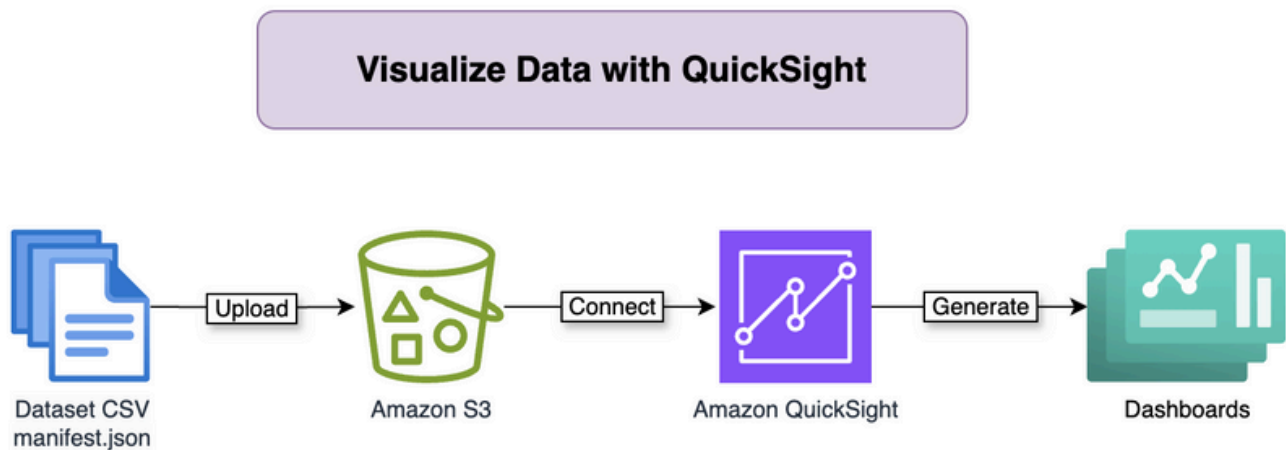 Visualize Data with QuickSight
Upload
Connect
Generate
Dataset CSV
manifest.json
Amazon S3
Amazon QuickSight
Dashboards